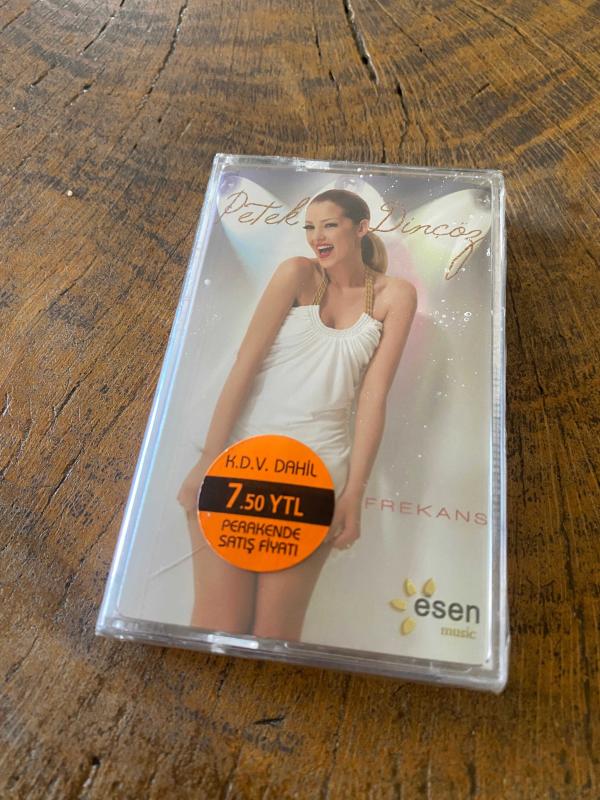 Petek Dinçöz
K.D.V. DAHİL
7.50 YTL
PERAKENDE
SATIŞ FİYATI
FREKANS
esen
music